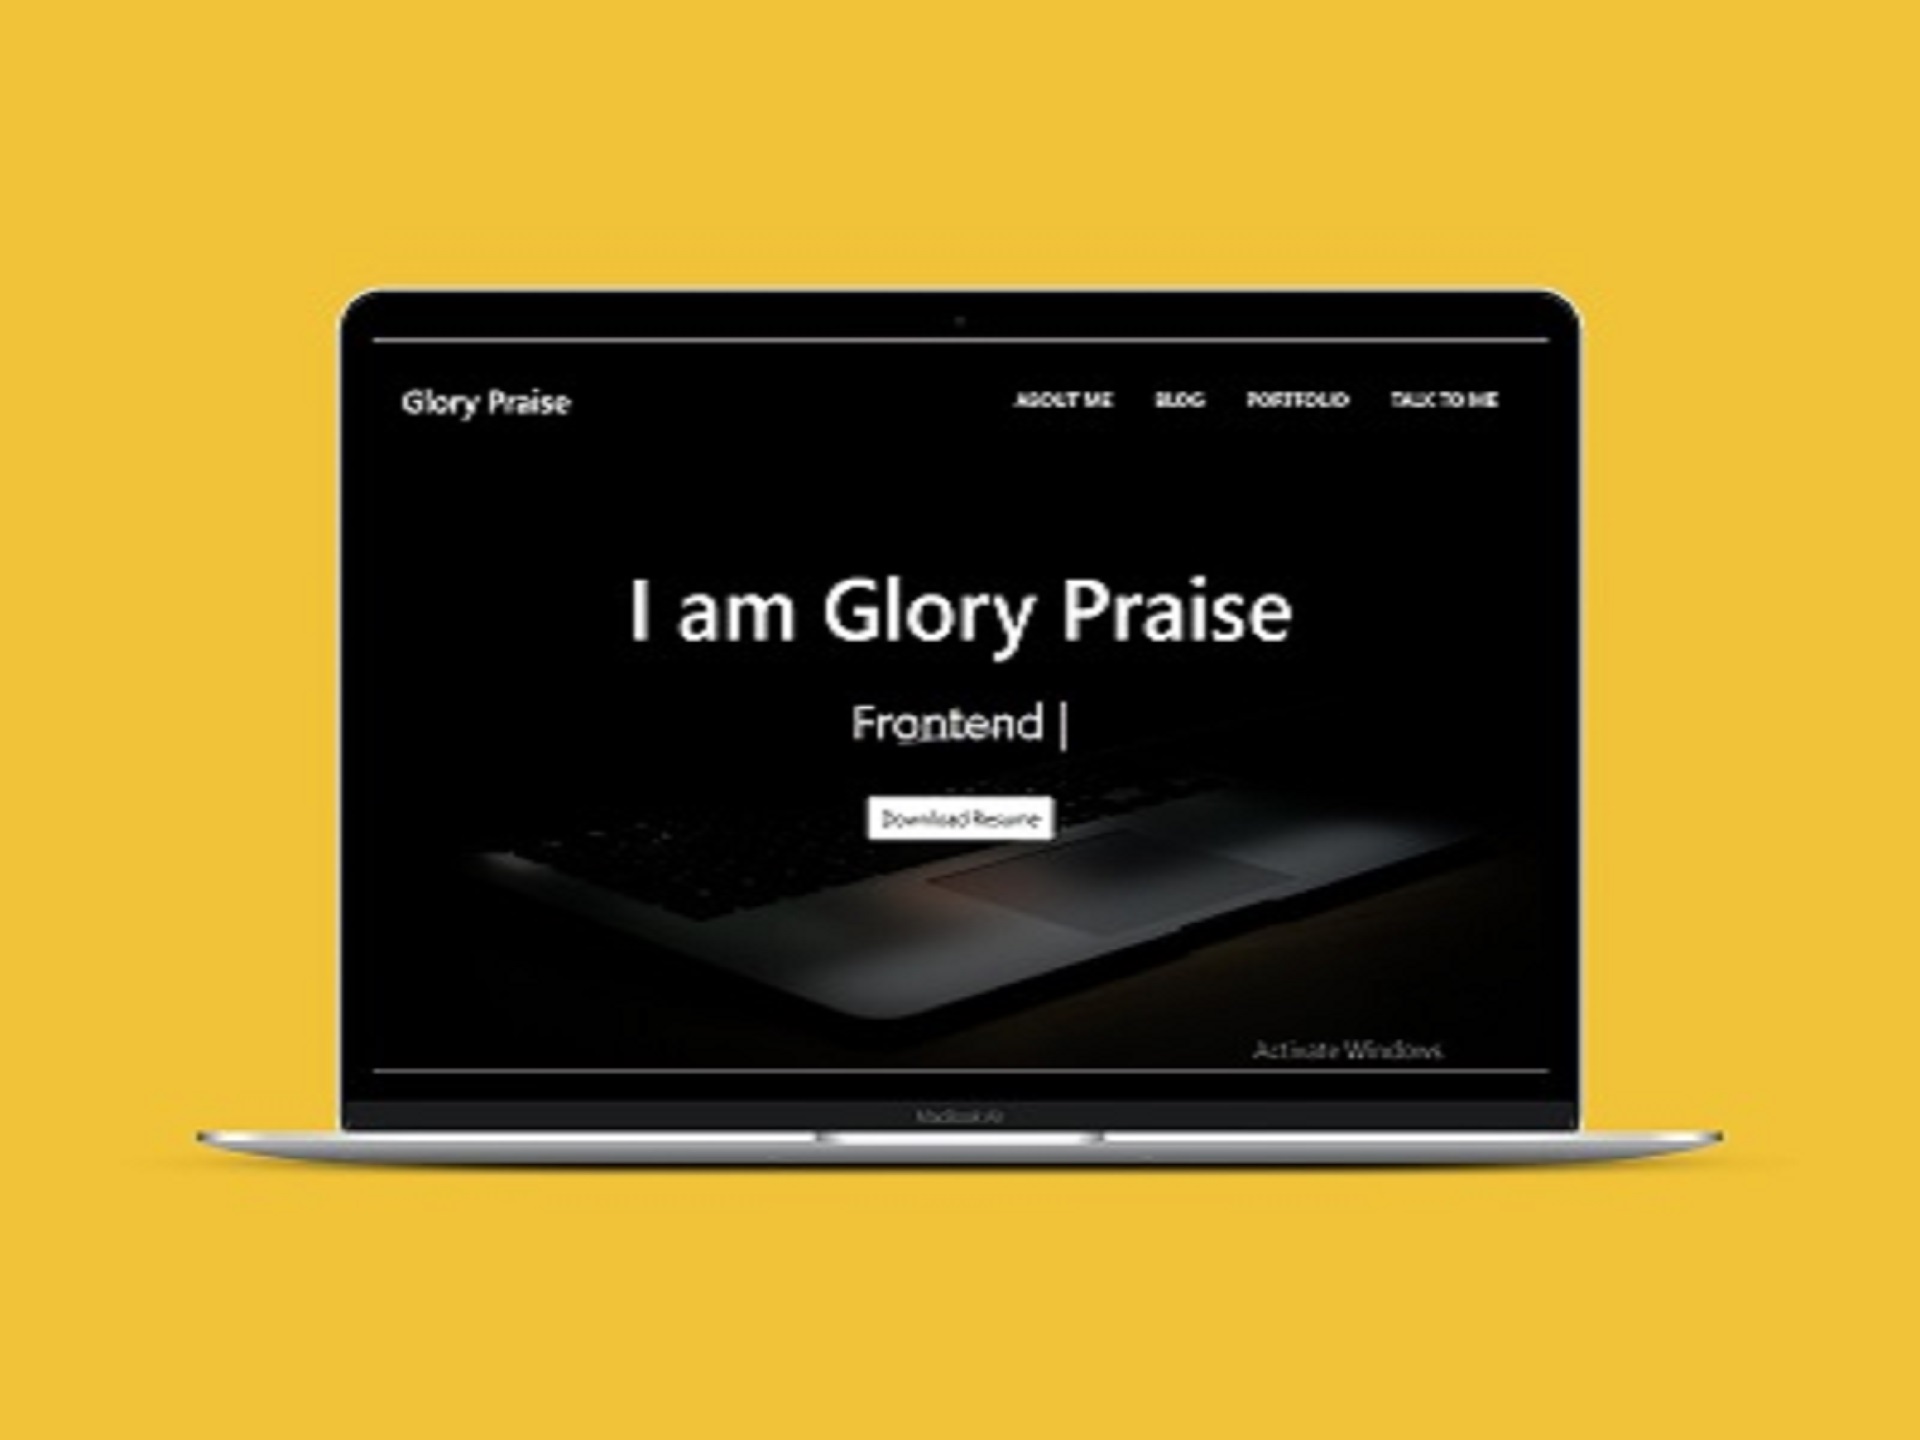 Glory Praise
ABOUT ME BLOG PORTFOLIO TALK TO ME
I am Glory Praise
Frontend |
Download Resume
Activate Windows
MacBook Air